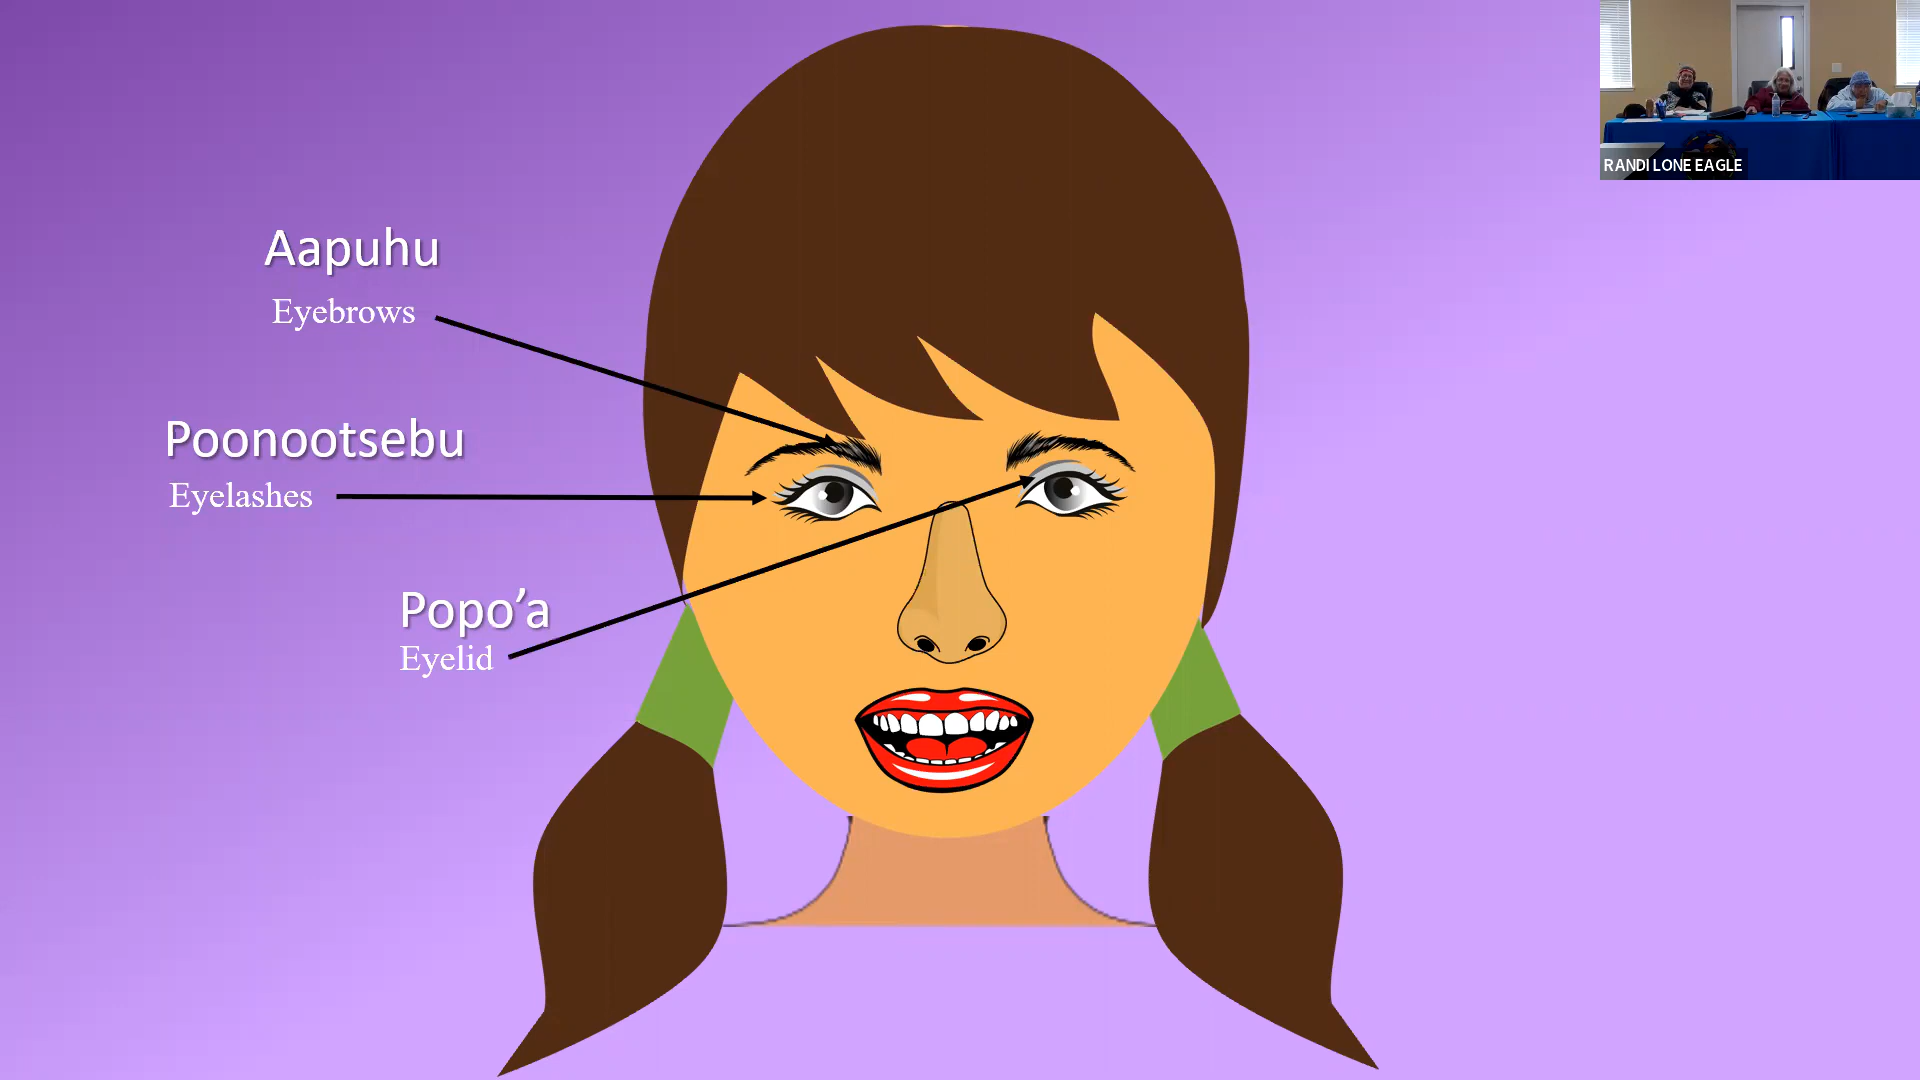 RANDI LONE EAGLE
Aapuhu
Eyebrows
Poonootsebu
Eyelashes
Popo’a
Eyelid